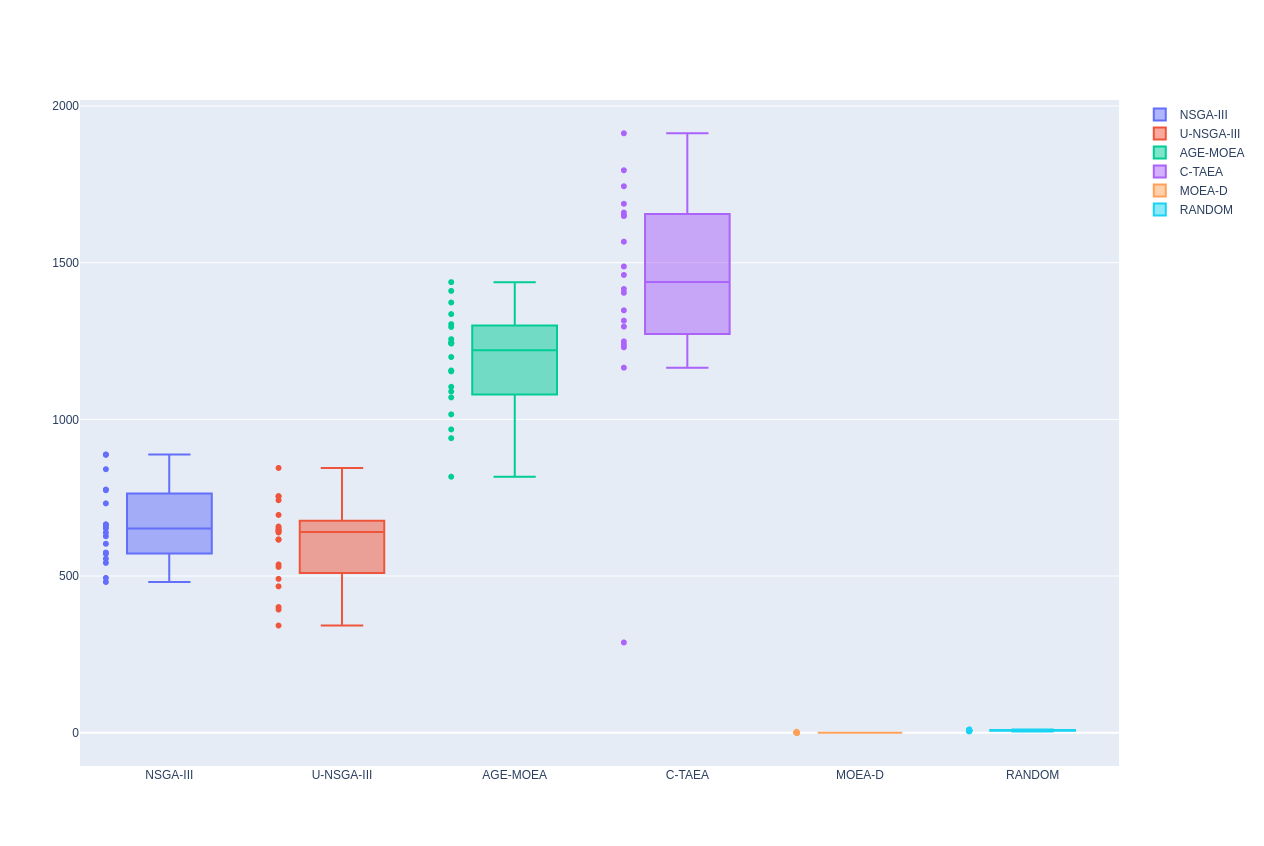 2000
1500
1000
500
0
NSGA-III
U-NSGA-III
AGE-MOEA
C-TAEA
MOEA-D
RANDOM
NSGA-III
U-NSGA-III
AGE-MOEA
C-TAEA
MOEA-D
RANDOM